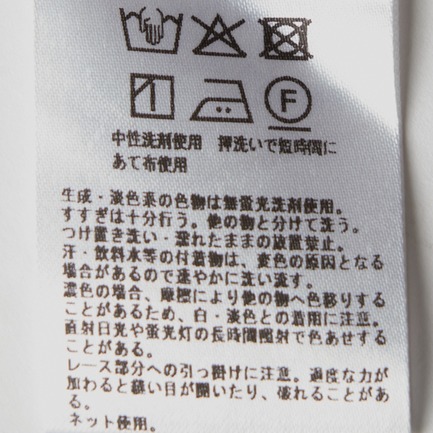 F
中性洗剤使用　押洗いで短時間に
あて布使用
生成・淡色系の色物は無蛍光洗剤使用。
すすぎは十分行う。他の物と分けて洗う。
つけ置き洗い・濡れたままの放置禁止。
汗・飲料水等の付着物は、変色の原因となる
場合があるので速やかに洗い流す。
濃色の場合、摩擦により他の物へ色移りする
ことがあるため、白・淡色との着用に注意。
直射日光や蛍光灯の長時間照射で色あせする
ことがある。
レース部分への引っ掛けに注意。過度な力が
加わると縫い目が開いたり、破れることがあ
る。
ネット使用。